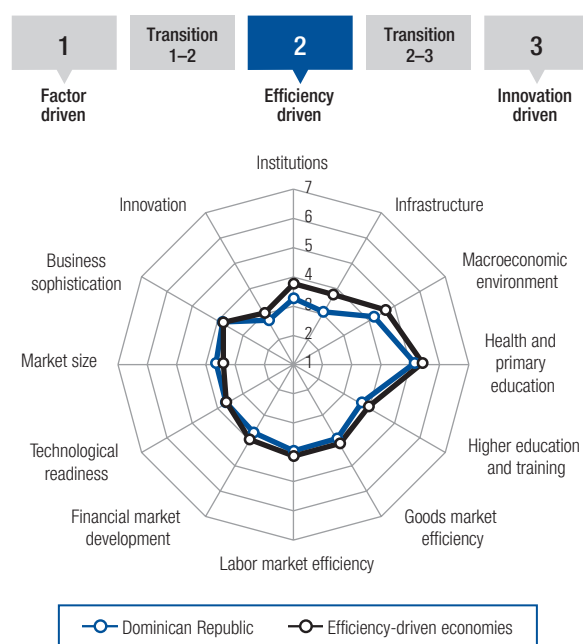 1
Transition
1–2
2
Transition
2–3
3
Factor
driven
Efficiency
driven
Innovation
driven
Institutions
7
Innovation
Infrastructure
6
5
Business
sophistication
Macroeconomic
environment
4
3
2
Market size
1
Health and
primary
education
Technological
readiness
Higher education
and training
Financial market
development
Goods market
efficiency
Labor market efficiency
Dominican Republic
Efficiency-driven economies